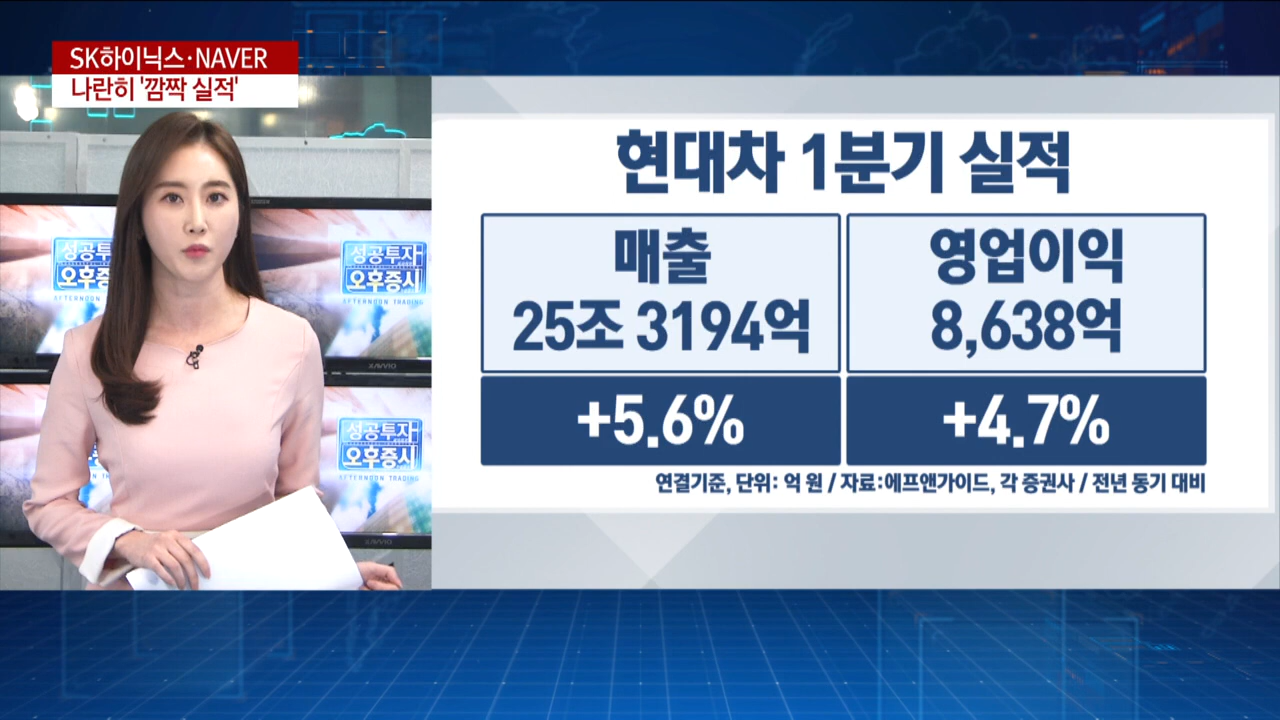 SK하이닉스·NAVER
나란히 '깜짝 실적'
현대차 1분기 실적
매출
25조 3194억
+5.6%
영업이익
8,638억
+4.7%
연결기준, 단위: 억 원 / 자료:에프앤가이드, 각 증권사 / 전년 동기 대비
성공투자
오후증
성공투자
오후증시
AFTERNOON TRADING
XAVVIO
성공투자
오후증시
AFTERNOON TRADING
XAVVIO